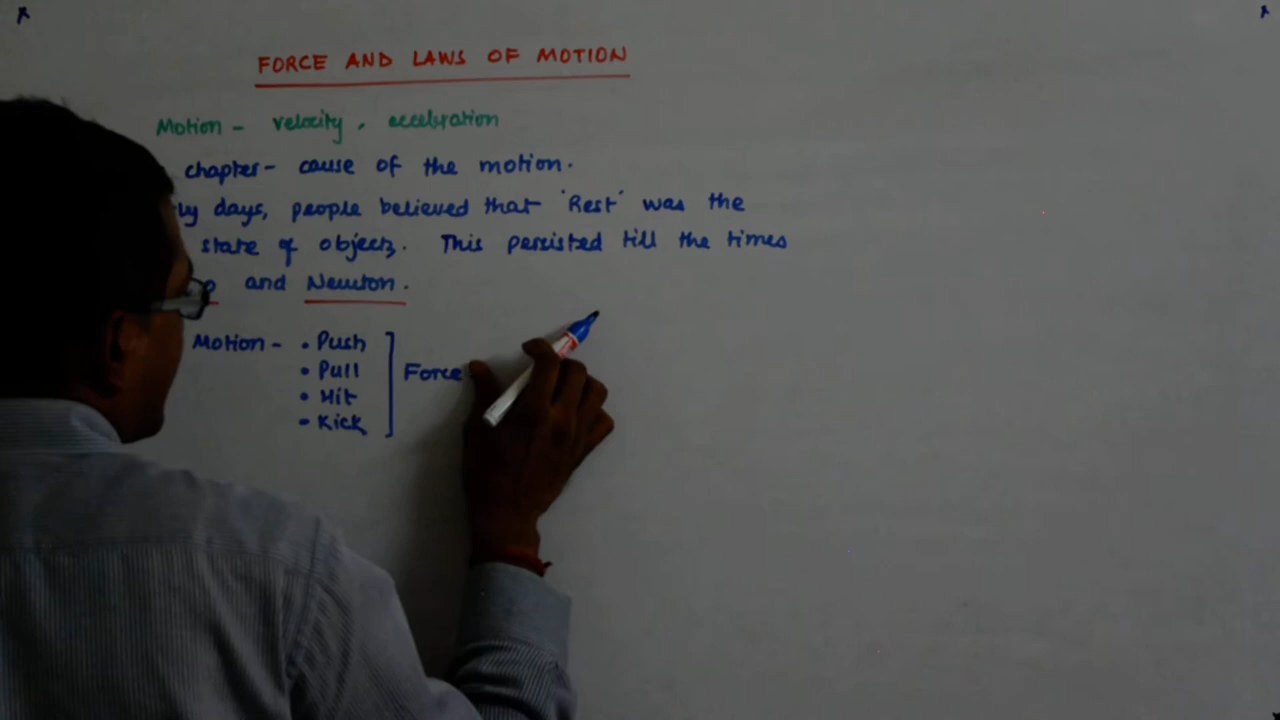 FORCE AND LAWS OF MOTION
Motion - velocity, acceleration
chapter - cause of the motion.
days, people believed that 'Rest' was the
state of objects. This persisted till the times
and Newton.
Motion - • Push
• Pull
• Hit
• Kick
Force